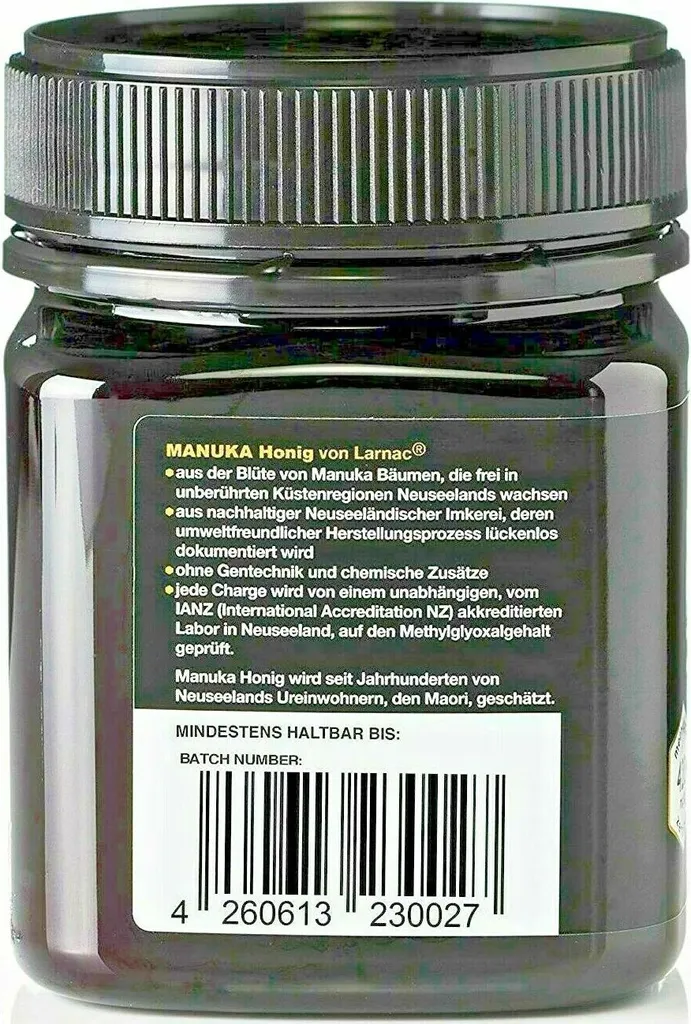 MANUKA Honig von Larnac®
•aus der Blüte von Manuka Bäumen, die frei in
unberührten Küstenregionen Neuseelands wachsen
•aus nachhaltiger Neuseeländischer Imkerei, deren
umweltfreundlicher Herstellungsprozess lückenlos
dokumentiert wird
•ohne Gentechnik und chemische Zusätze
•jede Charge wird von einem unabhängigen, vom
IANZ (International Accreditation NZ) akkreditierten
Labor in Neuseeland, auf den Methylglyoxalgehalt
geprüft.
Manuka Honig wird seit Jahrhunderten von
Neuseelands Ureinwohnern, den Maori, geschätzt.
MINDESTENS HALTBAR BIS:
BATCH NUMBER:
4 260613 230027